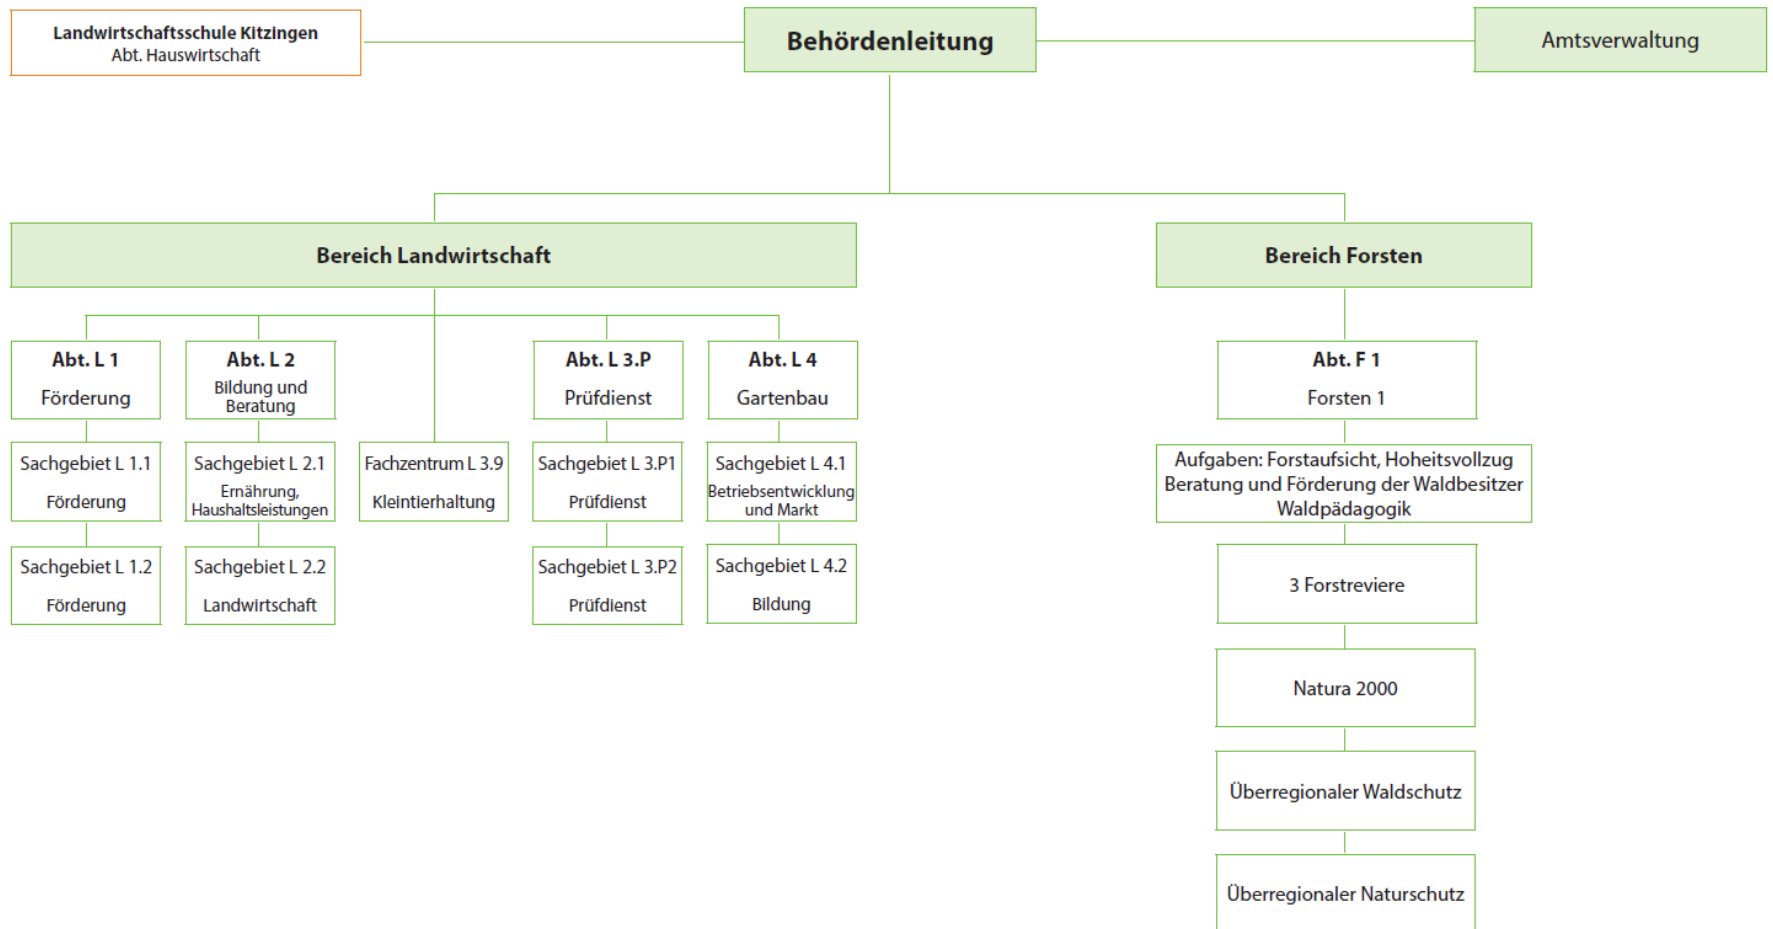 Landwirtschaftsschule Kitzingen
Abt. Hauswirtschaft
Behördenleitung
Amtsverwaltung
Bereich Landwirtschaft
Bereich Forsten
Abt. L 1
Förderung
Abt. L 2
Bildung und
Beratung
Abt. L 3.P
Prüfdienst
Abt. L 4
Gartenbau
Abt. F 1
Forsten 1
Sachgebiet L 1.1
Förderung
Sachgebiet L 2.1
Ernährung,
Haushaltsleistungen
Fachzentrum L 3.9
Kleintierhaltung
Sachgebiet L 3.P1
Prüfdienst
Sachgebiet L 4.1
Betriebsentwicklung
und Markt
Aufgaben: Forstaufsicht, Hoheitsvollzug
Beratung und Förderung der Waldbesitzer
Waldpädagogik
Sachgebiet L 1.2
Förderung
Sachgebiet L 2.2
Landwirtschaft
Sachgebiet L 3.P2
Prüfdienst
Sachgebiet L 4.2
Bildung
3 Forstreviere
Natura 2000
Überregionaler Waldschutz
Überregionaler Naturschutz